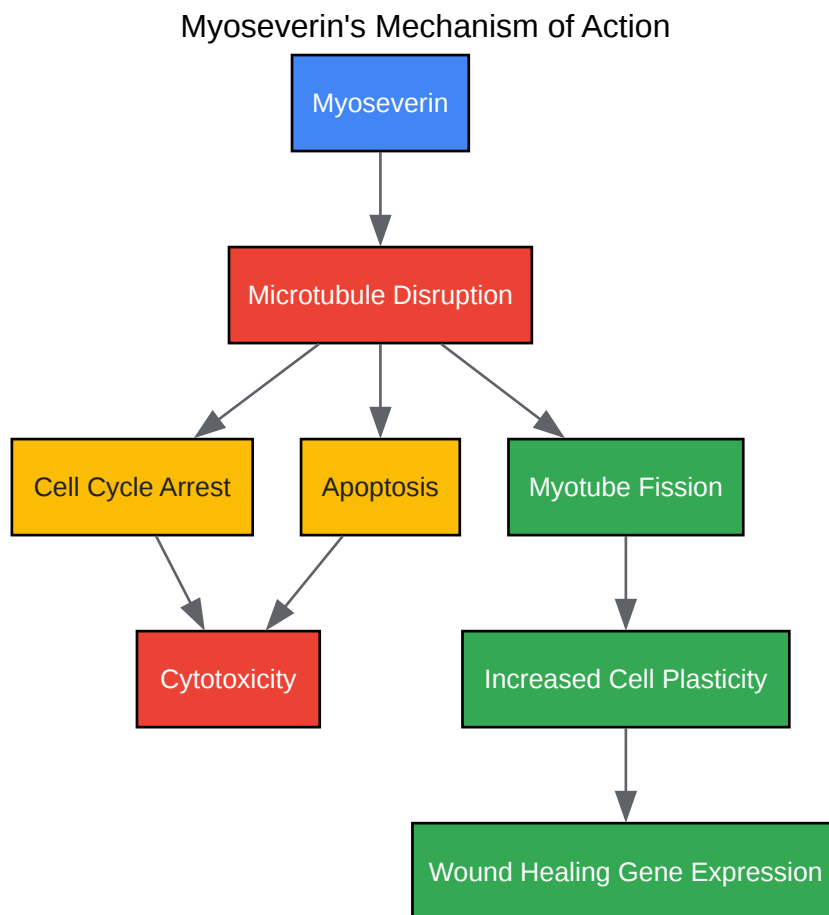 Myoseverin's Mechanism of Action
Myoseverin
Microtubule Disruption
Cell Cycle Arrest
Apoptosis
Myotube Fission
Cytotoxicity
Increased Cell Plasticity
Wound Healing Gene Expression